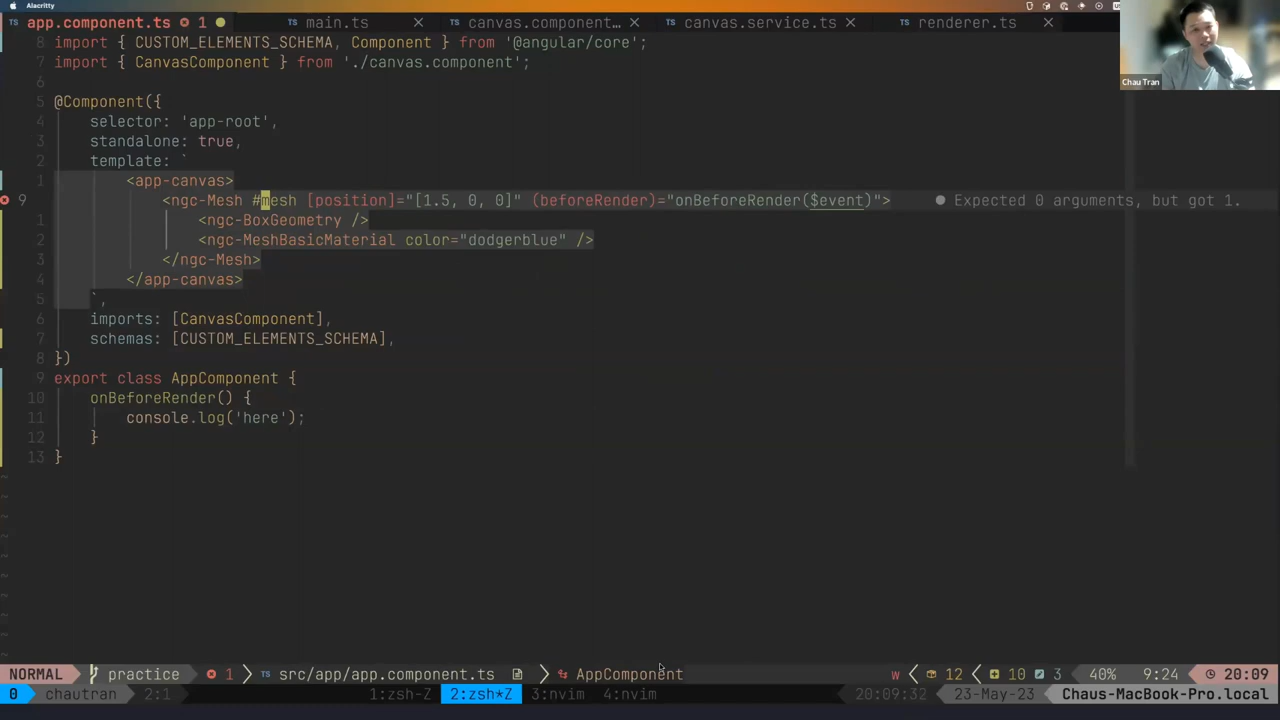 Alacritty
app.component.ts 1
TS main.ts
TS canvas.component…
TS canvas.service.ts
TS renderer.ts
8 import { CUSTOM_ELEMENTS_SCHEMA, Component } from '@angular/core';
7 import { CanvasComponent } from './canvas.component';
6
5 @Component({
4 selector: 'app-root',
3 standalone: true,
2 template: `
1 <app-canvas>
9 <ngc-Mesh #mesh [position]="[1.5, 0, 0]" (beforeRender)="onBeforeRender($event)"> ● Expected 0 arguments, but got 1.
1 <ngc-BoxGeometry />
2 <ngc-MeshBasicMaterial color="dodgerblue" />
3 </ngc-Mesh>
4 </app-canvas>
5 `,
6 imports: [CanvasComponent],
7 schemas: [CUSTOM_ELEMENTS_SCHEMA],
8 })
9 export class AppComponent {
10 onBeforeRender() {
11 console.log('here');
12 }
13 }
~
~
~
~
~
~
~
~
~
Chau Tran
NORMAL practice 1 src/app/app.component.ts AppComponent W 12 10 3 40% 9:24 20:09
0 chautran 2:1 1:zsh-Z 2:zsh*Z 3:nvim 4:nvim 20:09:32 23-May-23 Chaus-MacBook-Pro.local